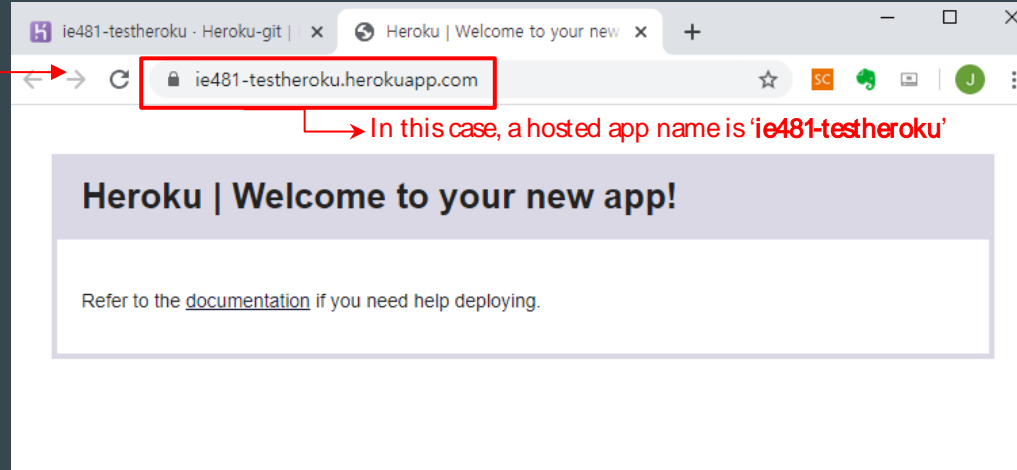 ie481-testheroku · Heroku-git |
Heroku | Welcome to your new
ie481-testheroku.herokuapp.com
SC
J
In this case, a hosted app name is ‘ie481-testheroku’
Heroku | Welcome to your new app!
Refer to the documentation if you need help deploying.